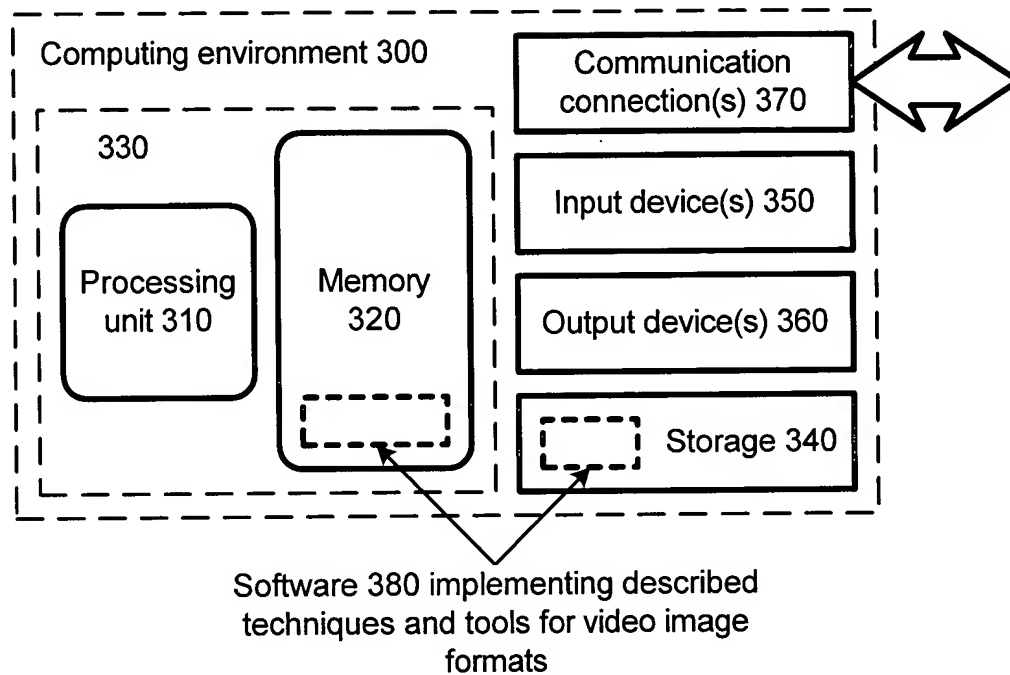 Computing environment 300
Communication
connection(s) 370
330
Input device(s) 350
Processing
unit 310
Memory
320
Output device(s) 360
Storage 340
Software 380 implementing described
techniques and tools for video image
formats